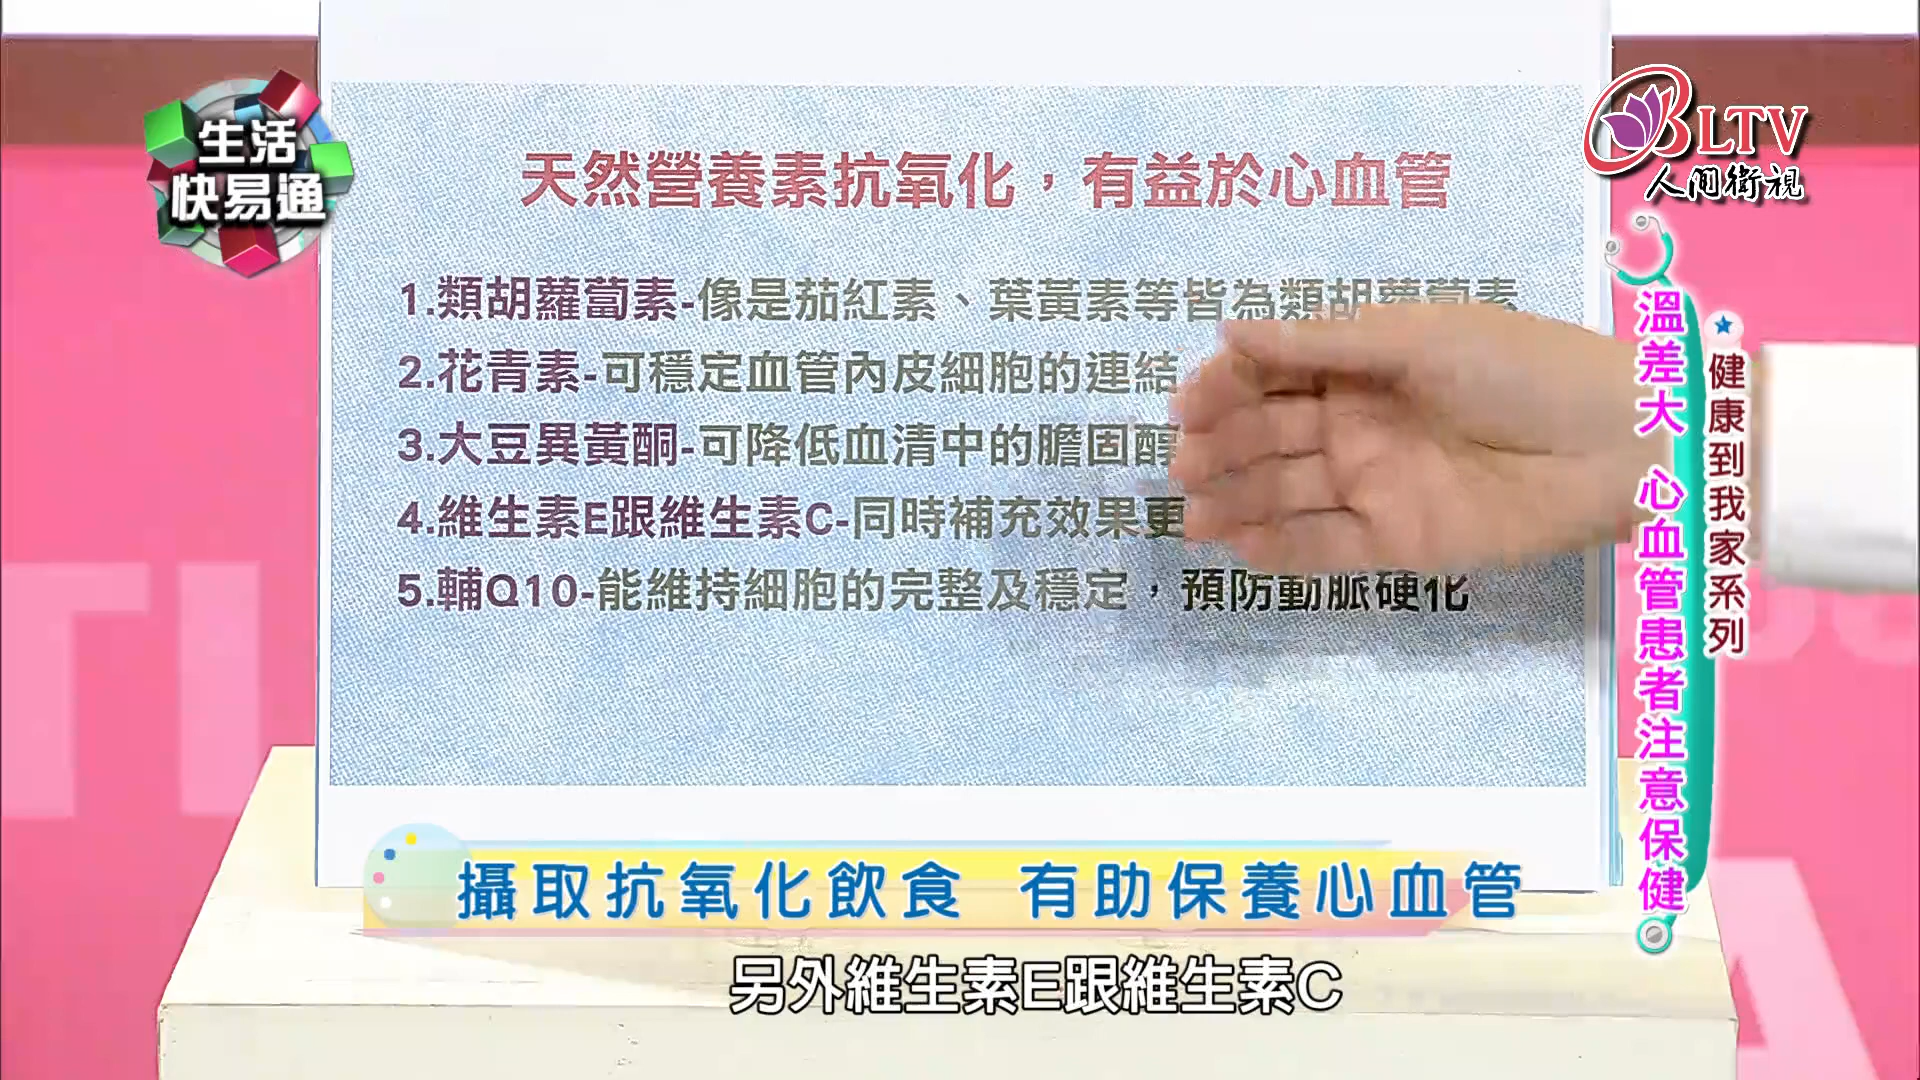 生活
快易通
BLTV
人間衛視
天然營養素抗氧化，有益於心血管
1.類胡蘿蔔素-像是茄紅素、葉黃素等皆為類胡蘿蔔素
2.花青素-可穩定血管內皮細胞的連結
3.大豆異黃酮-可降低血清中的膽固醇
4.維生素E跟維生素C-同時補充效果更
5.輔Q10-能維持細胞的完整及穩定，預防動脈硬化
健康到我家系列
溫差大 心血管患者注意保健
攝取抗氧化飲食 有助保養心血管
另外維生素E跟維生素C